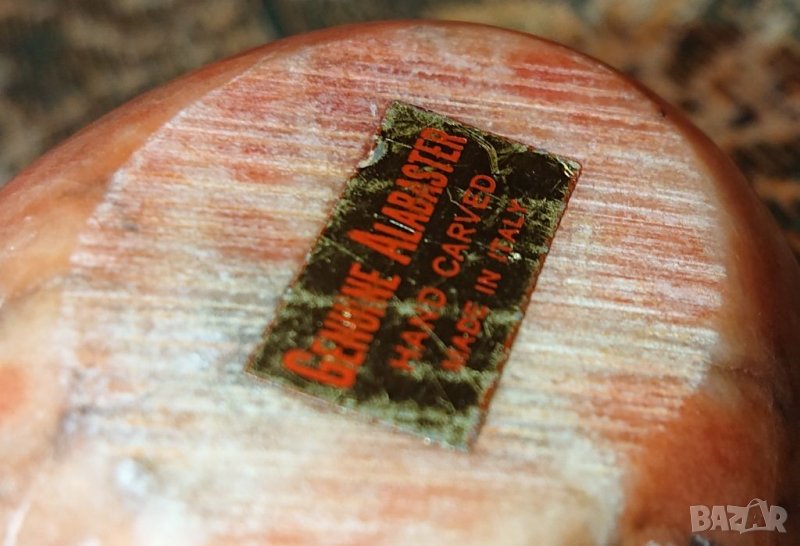 GENUINE ALABASTER
HAND CARVED
MADE IN ITALY
BAZAR